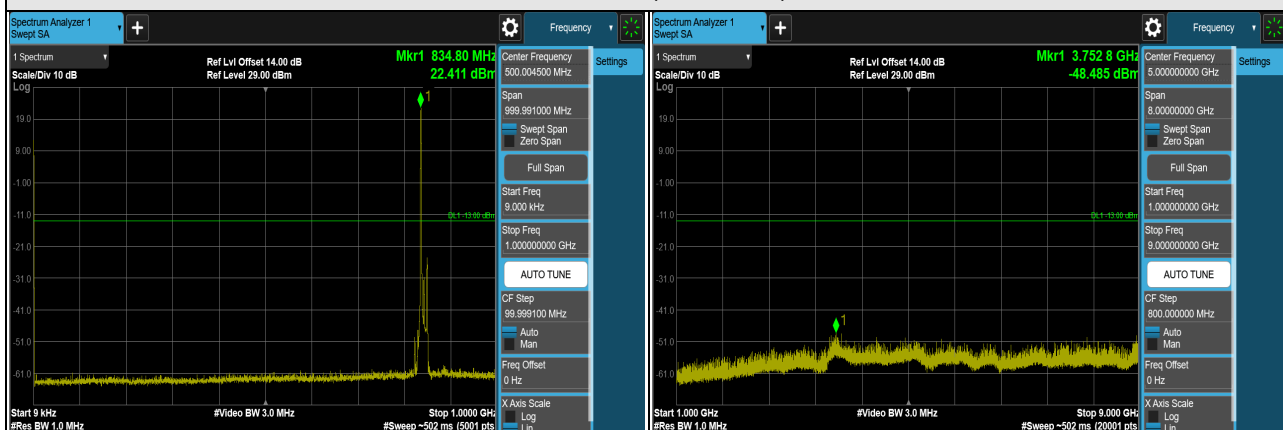 Spectrum Analyzer 1
Swept SA
+
Frequency
1 Spectrum
Scale/Div 10 dB
Log
Ref Lvl Offset 14.00 dB
Ref Level 29.00 dBm
Mkr1 834.80 MHz
22.411 dBm
1
19.0
9.00
-1.00
-11.0
-21.0
-31.0
-41.0
-51.0
-61.0
DL1 -13.00 dBm
Start 9 kHz
#Res BW 1.0 MHz
#Video BW 3.0 MHz
Stop 1.0000 GHz
#Sweep ~502 ms (5001 pts)
Center Frequency
500.004500 MHz
Settings
Span
999.991000 MHz
Swept Span
Zero Span
Full Span
Start Freq
9.000 kHz
Stop Freq
1.000000000 GHz
AUTO TUNE
CF Step
99.999100 MHz
Auto
Man
Freq Offset
0 Hz
X Axis Scale
Log
Lin
Spectrum Analyzer 1
Swept SA
+
Frequency
1 Spectrum
Scale/Div 10 dB
Log
Ref Lvl Offset 14.00 dB
Ref Level 29.00 dBm
Mkr1 3.752 8 GHz
-48.485 dBm
1
19.0
9.00
-1.00
-11.0
-21.0
-31.0
-41.0
-51.0
-61.0
DL1 -13.00 dBm
Start 1.000 GHz
#Res BW 1.0 MHz
#Video BW 3.0 MHz
Stop 9.000 GHz
#Sweep ~502 ms (20001 pts)
Center Frequency
5.000000000 GHz
Settings
Span
8.00000000 GHz
Swept Span
Zero Span
Full Span
Start Freq
1.000000000 GHz
Stop Freq
9.000000000 GHz
AUTO TUNE
CF Step
800.000000 MHz
Auto
Man
Freq Offset
0 Hz
X Axis Scale
Log
Lin